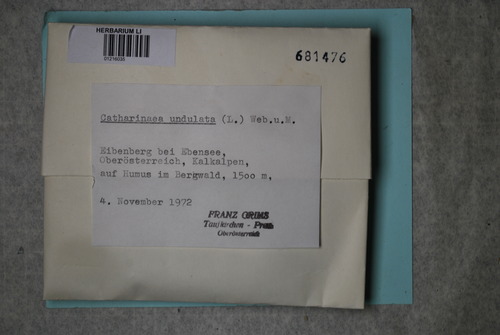 HERBARIUM LI
681476
Catharinaea undulata (L.) Web.u.M.
Eibenberg bei Ebensee,
Oberösterreich, Kalkalpen,
auf Humus im Bergwald, 1500 m,
4. November 1972
FRANZ GRIMS
Taufkirchen - Pram
Oberösterreich